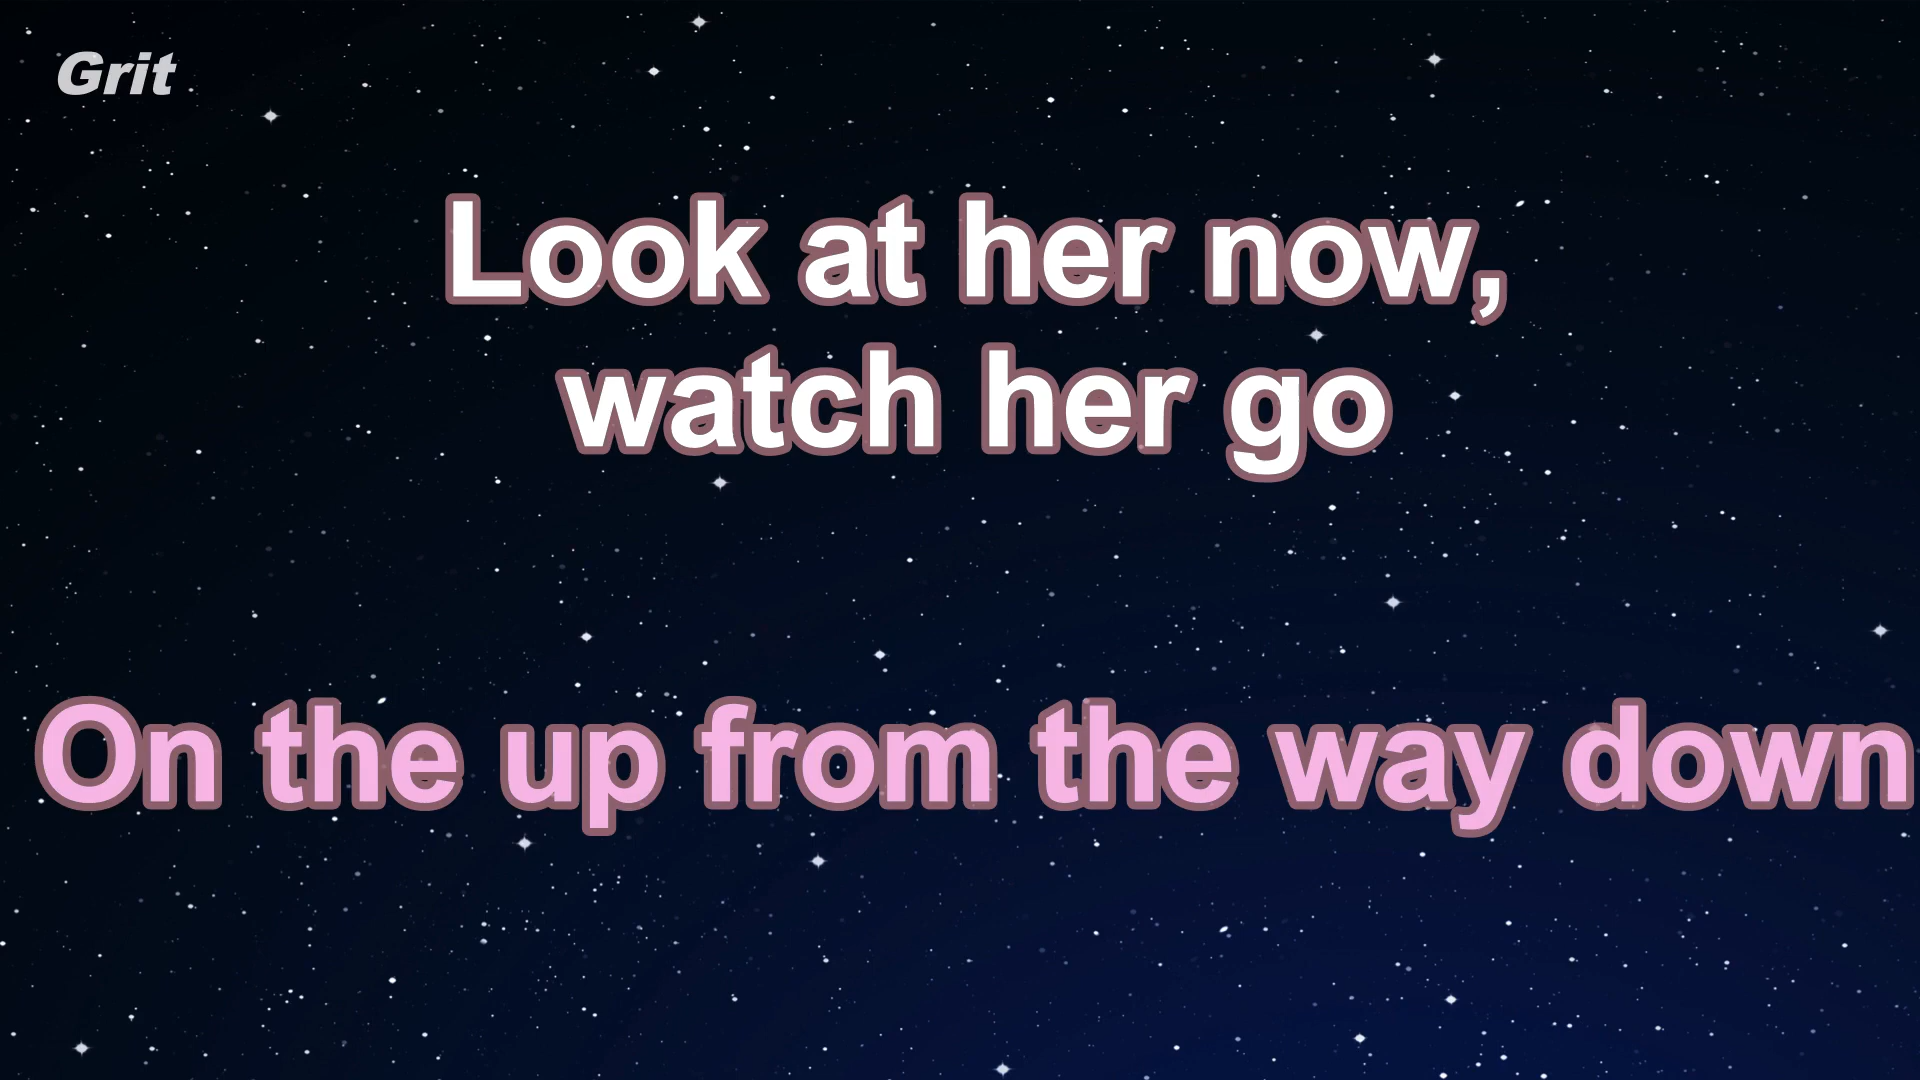 Grit
Look at her now,
watch her go
On the up from the way down